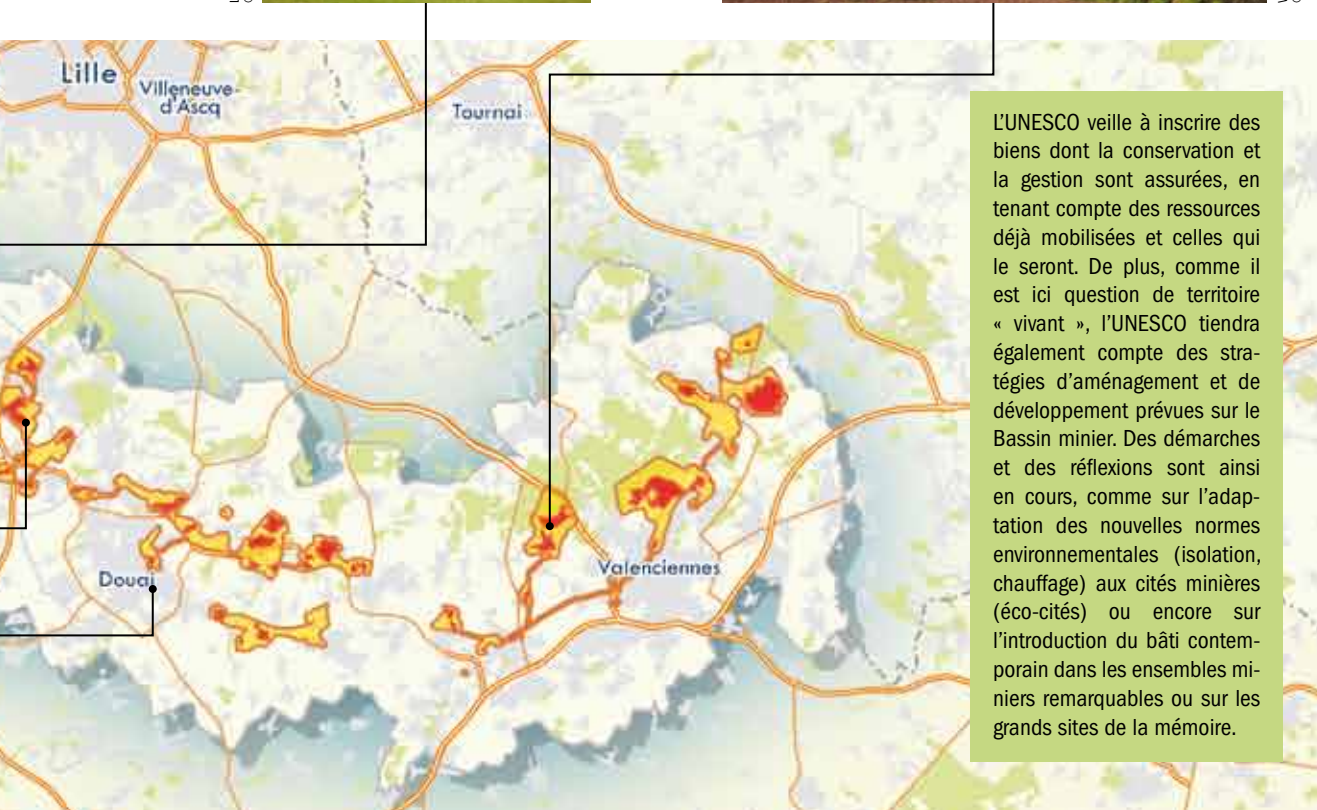 Lille
Villeneuve-
d'Ascq
Tournai
Douai
Valenciennes
L'UNESCO veille à inscrire des
biens dont la conservation et
la gestion sont assurées, en
tenant compte des ressources
déjà mobilisées et celles qui
le seront. De plus, comme il
est ici question de territoire
« vivant », l'UNESCO tiendra
également compte des stra-
tégies d'aménagement et de
développement prévues sur le
Bassin minier. Des démarches
et des réflexions sont ainsi
en cours, comme sur l'adap-
tation des nouvelles normes
environnementales (isolation,
chauffage) aux cités minières
(éco-cités) ou encore sur
l'introduction du bâti contem-
porain dans les ensembles mi-
niers remarquables ou sur les
grands sites de la mémoire.